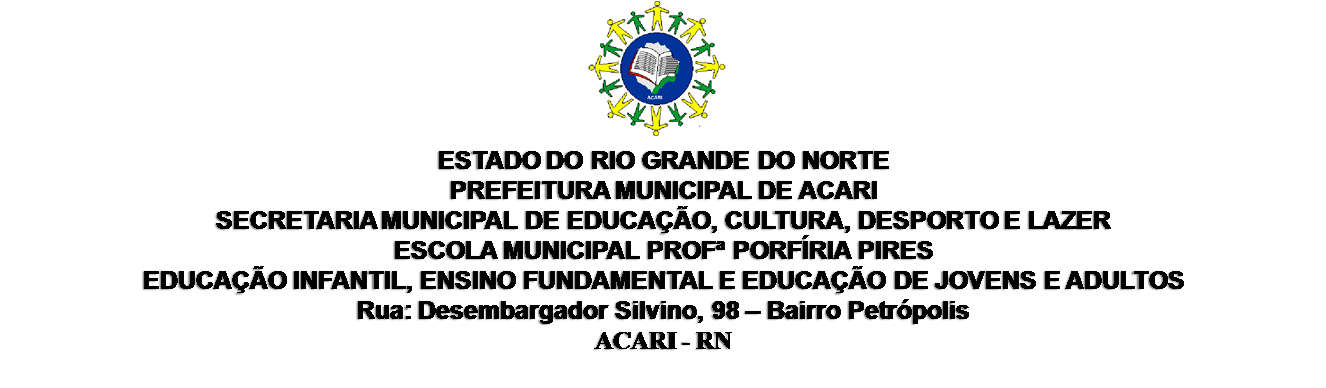 ACARI
ESTADO DO RIO GRANDE DO NORTE
PREFEITURA MUNICIPAL DE ACARI
SECRETARIA MUNICIPAL DE EDUCAÇÃO, CULTURA, DESPORTO E LAZER
ESCOLA MUNICIPAL PROFª PORFÍRIA PIRES
EDUCAÇÃO INFANTIL, ENSINO FUNDAMENTAL E EDUCAÇÃO DE JOVENS E ADULTOS
Rua: Desembargador Silvino, 98 – Bairro Petrópolis
ACARI - RN